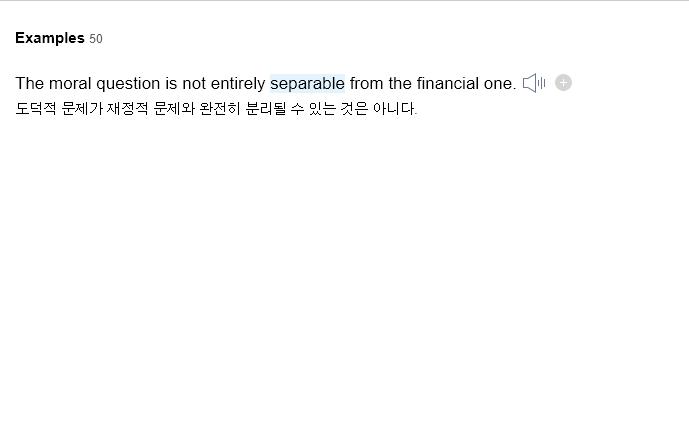 Examples 50
The moral question is not entirely separable from the financial one.
도덕적 문제가 재정적 문제와 완전히 분리될 수 있는 것은 아니다.